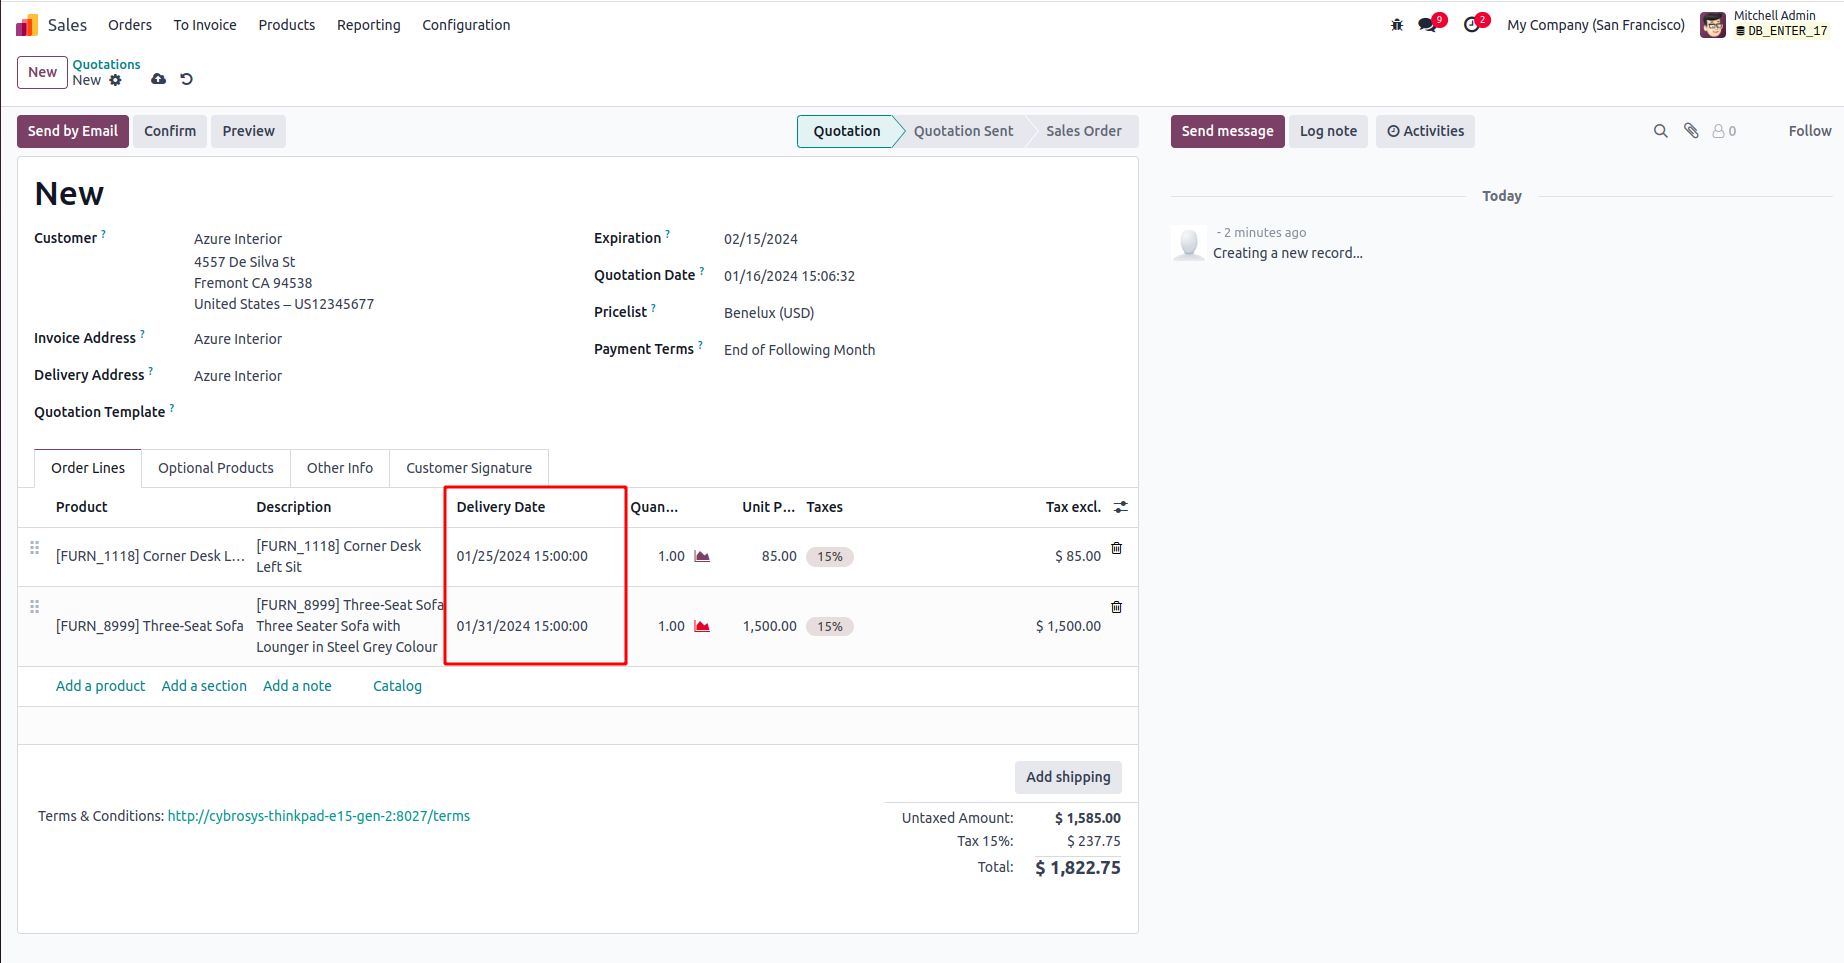 Sales Orders To Invoice Products Reporting Configuration 9 2 My Company (San Francisco) Mitchell Admin
DB_ENTER_17
New Quotations
New
Send by Email Confirm Preview Quotation Quotation Sent Sales Order Send message Log note Activities 0 Follow
New
Today
Customer ? Azure Interior
4557 De Silva St
Fremont CA 94538
United States – US12345677
Invoice Address ? Azure Interior
Delivery Address ? Azure Interior
Quotation Template ?
Expiration ? 02/15/2024
Quotation Date ? 01/16/2024 15:06:32
Pricelist ? Benelux (USD)
Payment Terms ? End of Following Month
- 2 minutes ago
Creating a new record...
Order Lines Optional Products Other Info Customer Signature
Product Description Delivery Date Quan... Unit P... Taxes Tax excl.
[FURN_1118] Corner Desk L... [FURN_1118] Corner Desk
Left Sit 01/25/2024 15:00:00 1.00 85.00 15% $ 85.00
[FURN_8999] Three-Seat Sofa [FURN_8999] Three-Seat Sofa
Three Seater Sofa with
Lounger in Steel Grey Colour 01/31/2024 15:00:00 1.00 1,500.00 15% $ 1,500.00
Add a product Add a section Add a note Catalog
Add shipping
Terms & Conditions: http://cybrosys-thinkpad-e15-gen-2:8027/terms
Untaxed Amount: $ 1,585.00
Tax 15%: $ 237.75
Total: $ 1,822.75